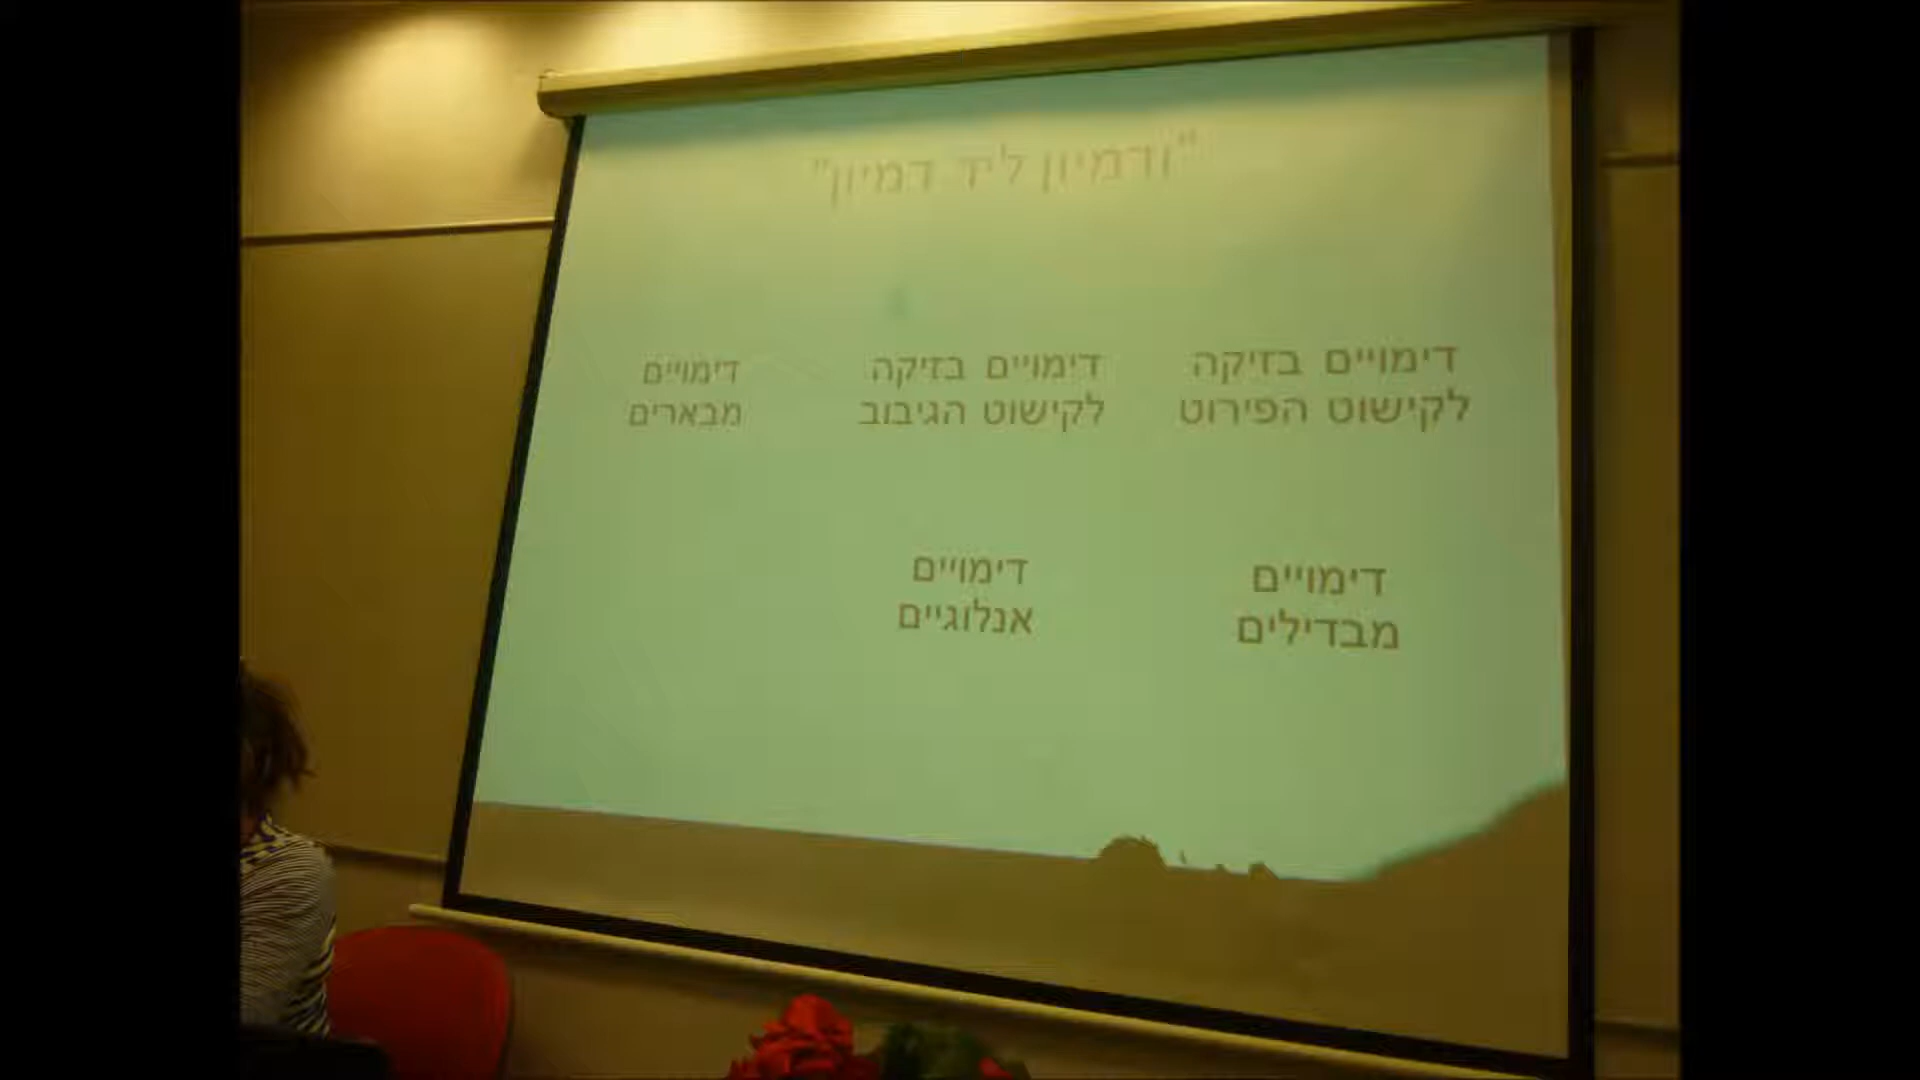 "ודמיון ליד דמיון"
דימויים בזיקה
לקישוט הפירוט
דימויים בזיקה
לקישוט הגיבוב
דימויים
מבארים
דימויים
מבדילים
דימויים
אנלוגיים